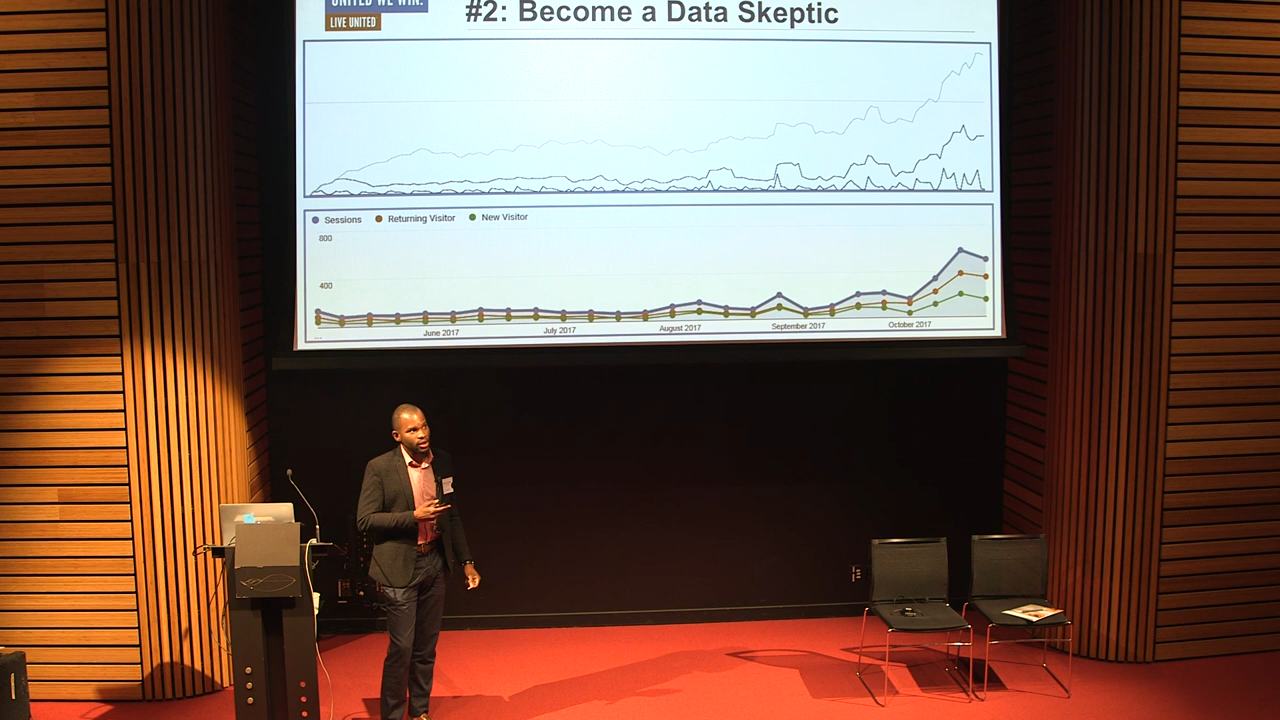 UNITED WE WIN.
LIVE UNITED
#2: Become a Data Skeptic
Sessions Returning Visitor New Visitor
800
400
June 2017 July 2017 August 2017 September 2017 October 2017